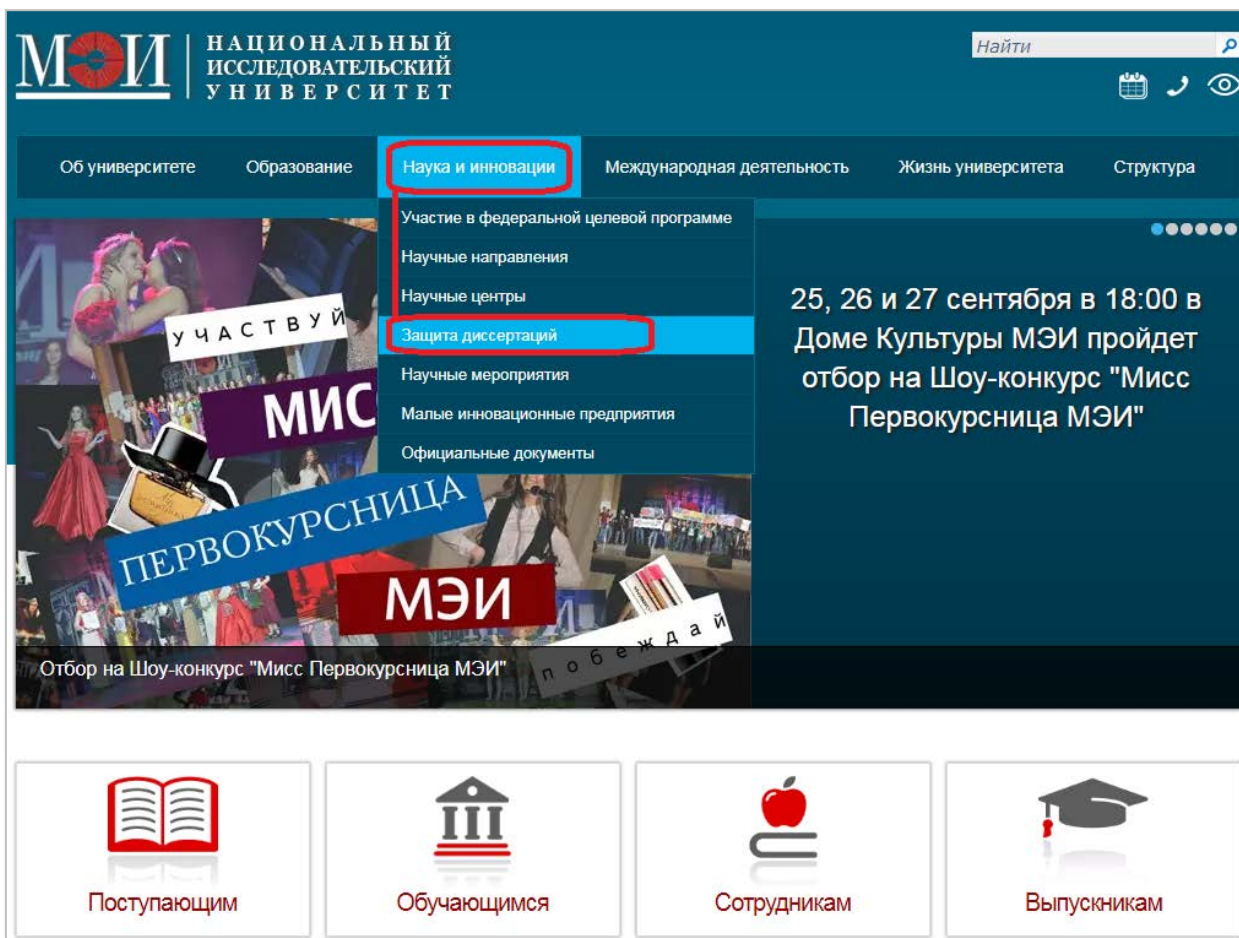 МЭИ
НАЦИОНАЛЬНЫЙ
ИССЛЕДОВАТЕЛЬСКИЙ
УНИВЕРСИТЕТ
Найти
Об университете
Образование
Наука и инновации
Международная деятельность
Жизнь университета
Структура
Участие в федеральной целевой программе
Научные направления
Научные центры
Защита диссертаций
Научные мероприятия
Малые инновационные предприятия
Официальные документы
УЧАСТВУЙ
МИС
ПЕРВОКУРСНИЦА
МЭИ
побеждай
25, 26 и 27 сентября в 18:00 в
Доме Культуры МЭИ пройдет
отбор на Шоу-конкурс "Мисс
Первокурсница МЭИ"
Отбор на Шоу-конкурс "Мисс Первокурсница МЭИ"
Поступающим
Обучающимся
Сотрудникам
Выпускникам